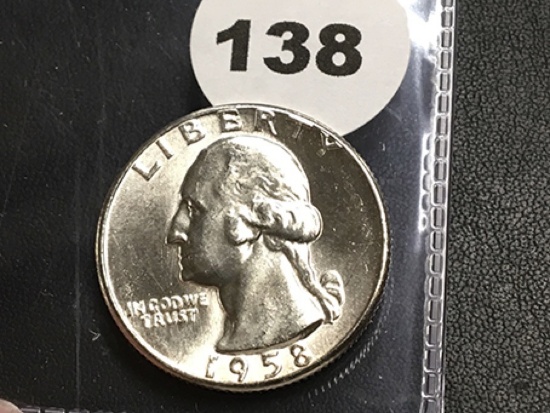 138
LIBERTY
IN GOD WE
TRUST
1958